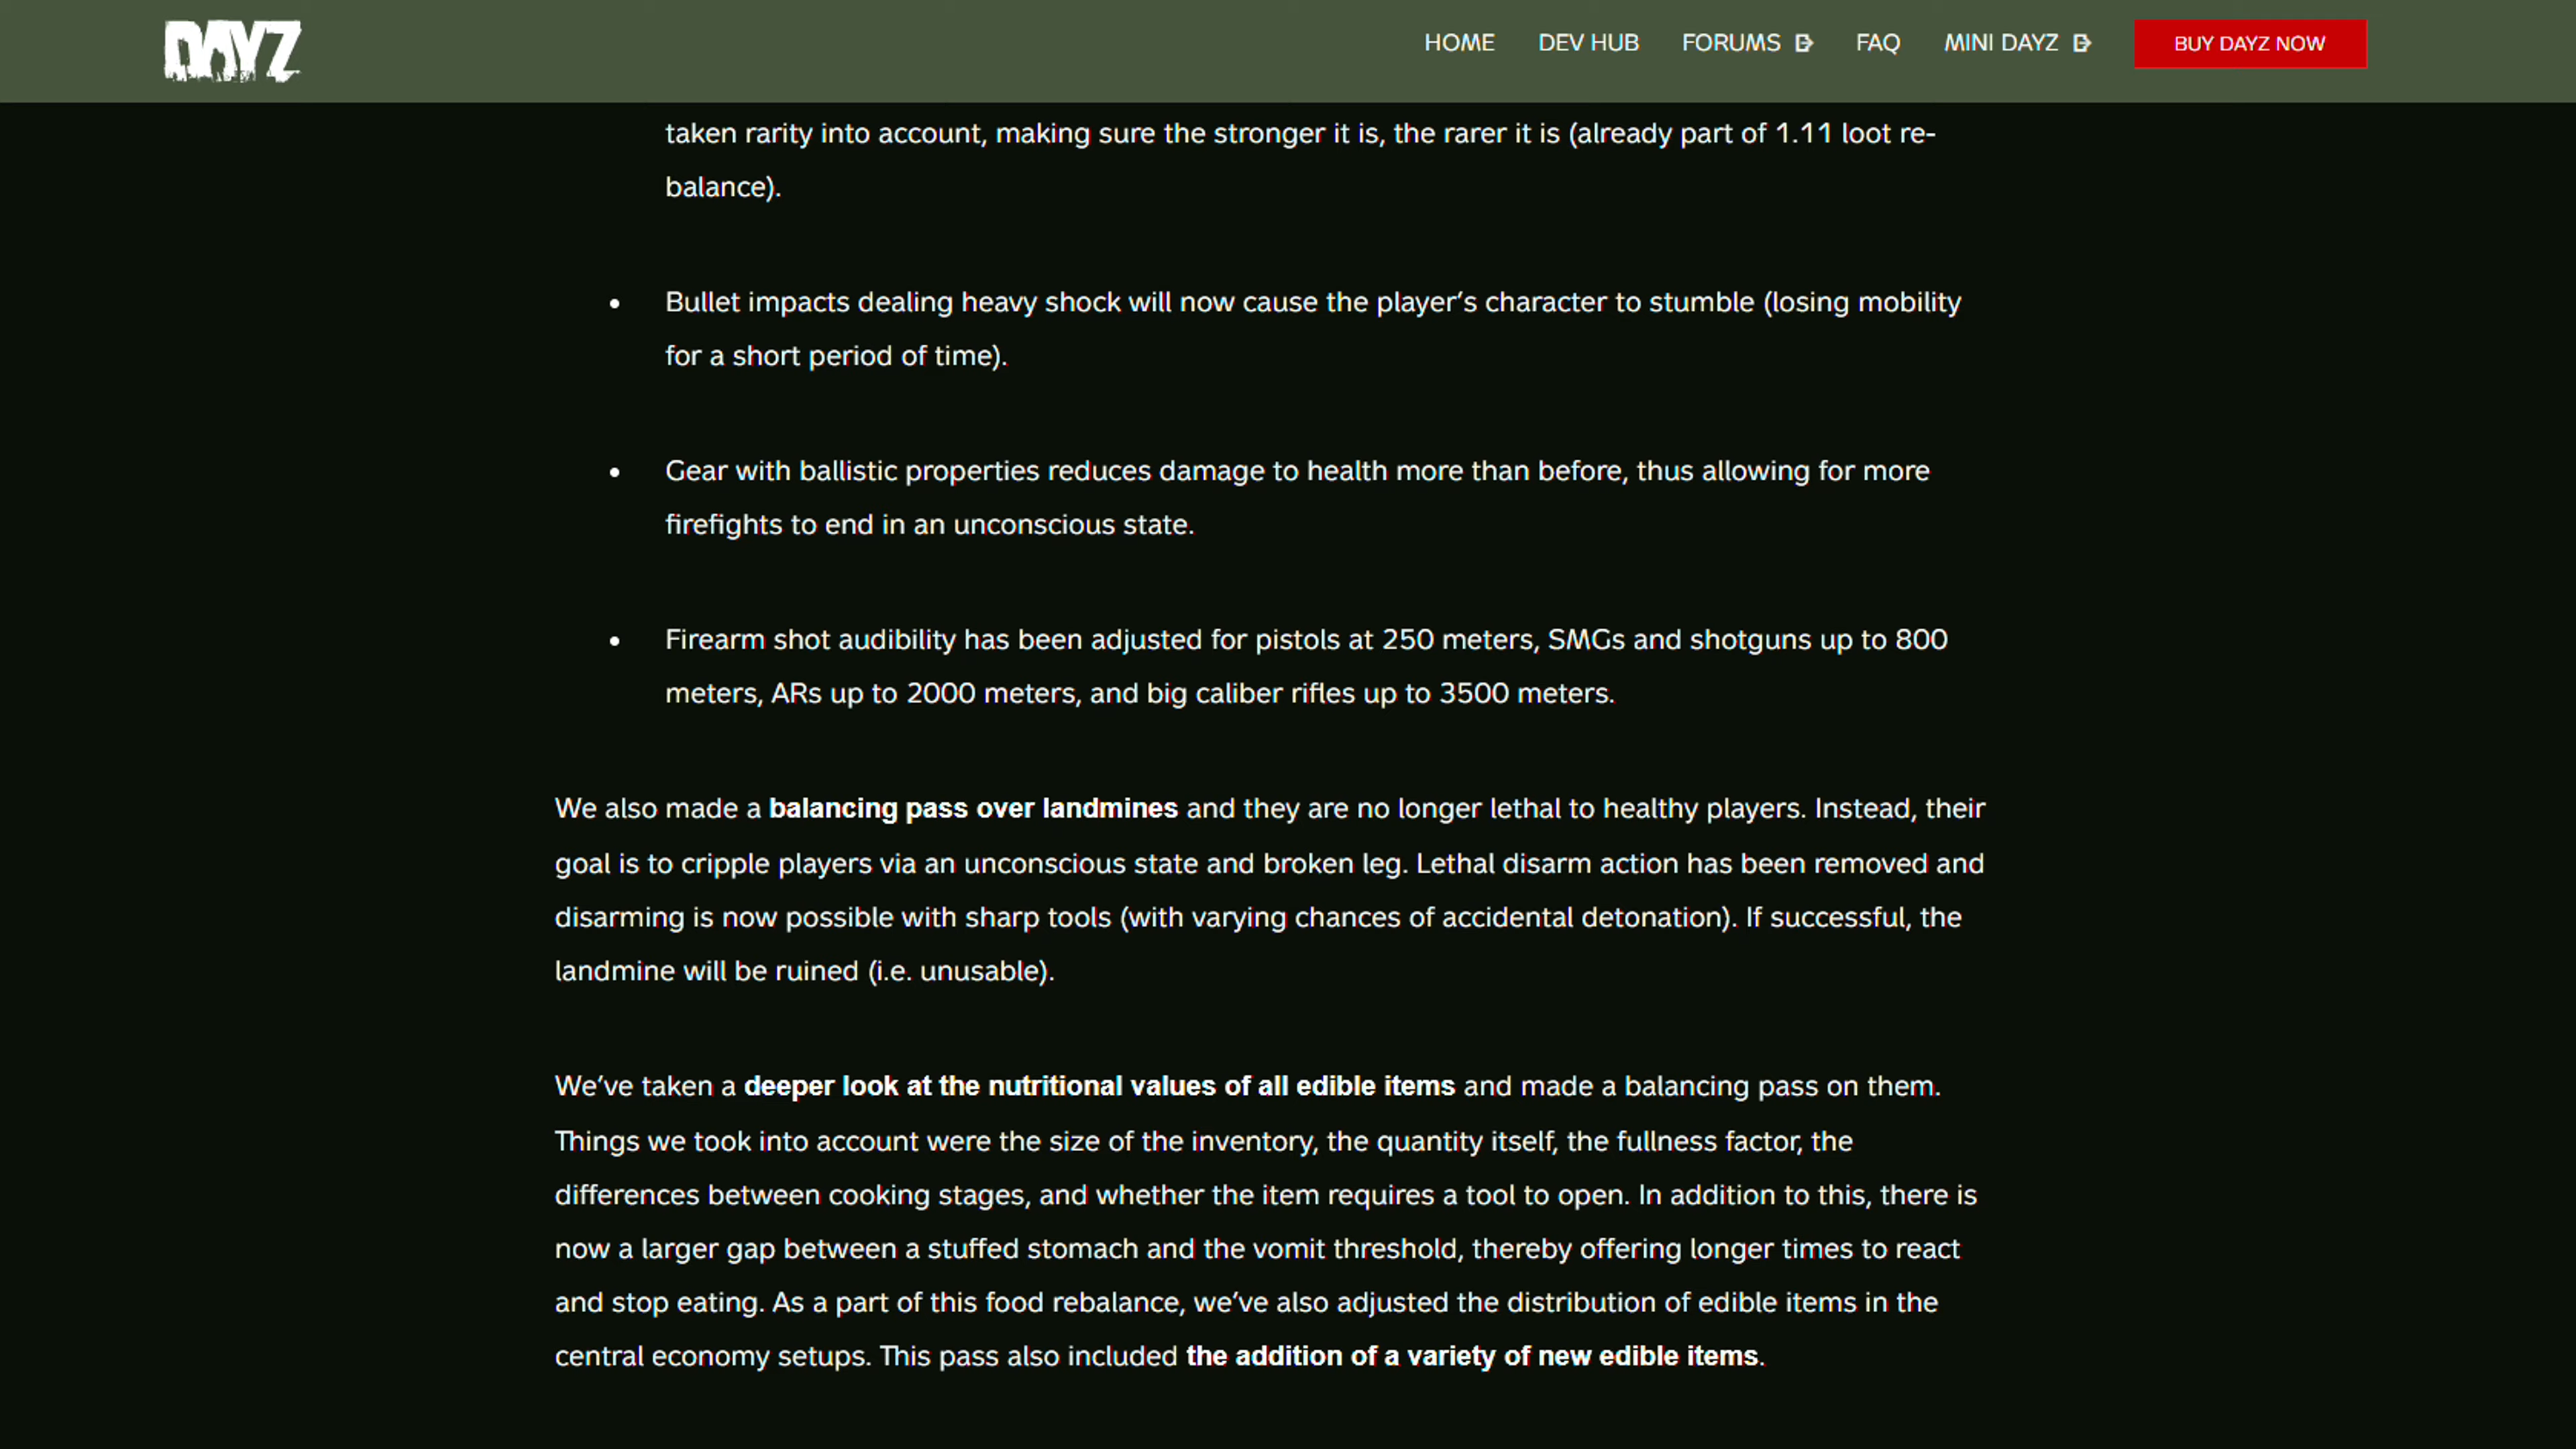 DAYZ
HOME DEV HUB FORUMS FAQ MINI DAYZ BUY DAYZ NOW
taken rarity into account, making sure the stronger it is, the rarer it is (already part of 1.11 loot re-
balance).
• Bullet impacts dealing heavy shock will now cause the player’s character to stumble (losing mobility
for a short period of time).
• Gear with ballistic properties reduces damage to health more than before, thus allowing for more
firefights to end in an unconscious state.
• Firearm shot audibility has been adjusted for pistols at 250 meters, SMGs and shotguns up to 800
meters, ARs up to 2000 meters, and big caliber rifles up to 3500 meters.
We also made a balancing pass over landmines and they are no longer lethal to healthy players. Instead, their
goal is to cripple players via an unconscious state and broken leg. Lethal disarm action has been removed and
disarming is now possible with sharp tools (with varying chances of accidental detonation). If successful, the
landmine will be ruined (i.e. unusable).
We’ve taken a deeper look at the nutritional values of all edible items and made a balancing pass on them.
Things we took into account were the size of the inventory, the quantity itself, the fullness factor, the
differences between cooking stages, and whether the item requires a tool to open. In addition to this, there is
now a larger gap between a stuffed stomach and the vomit threshold, thereby offering longer times to react
and stop eating. As a part of this food rebalance, we’ve also adjusted the distribution of edible items in the
central economy setups. This pass also included the addition of a variety of new edible items.